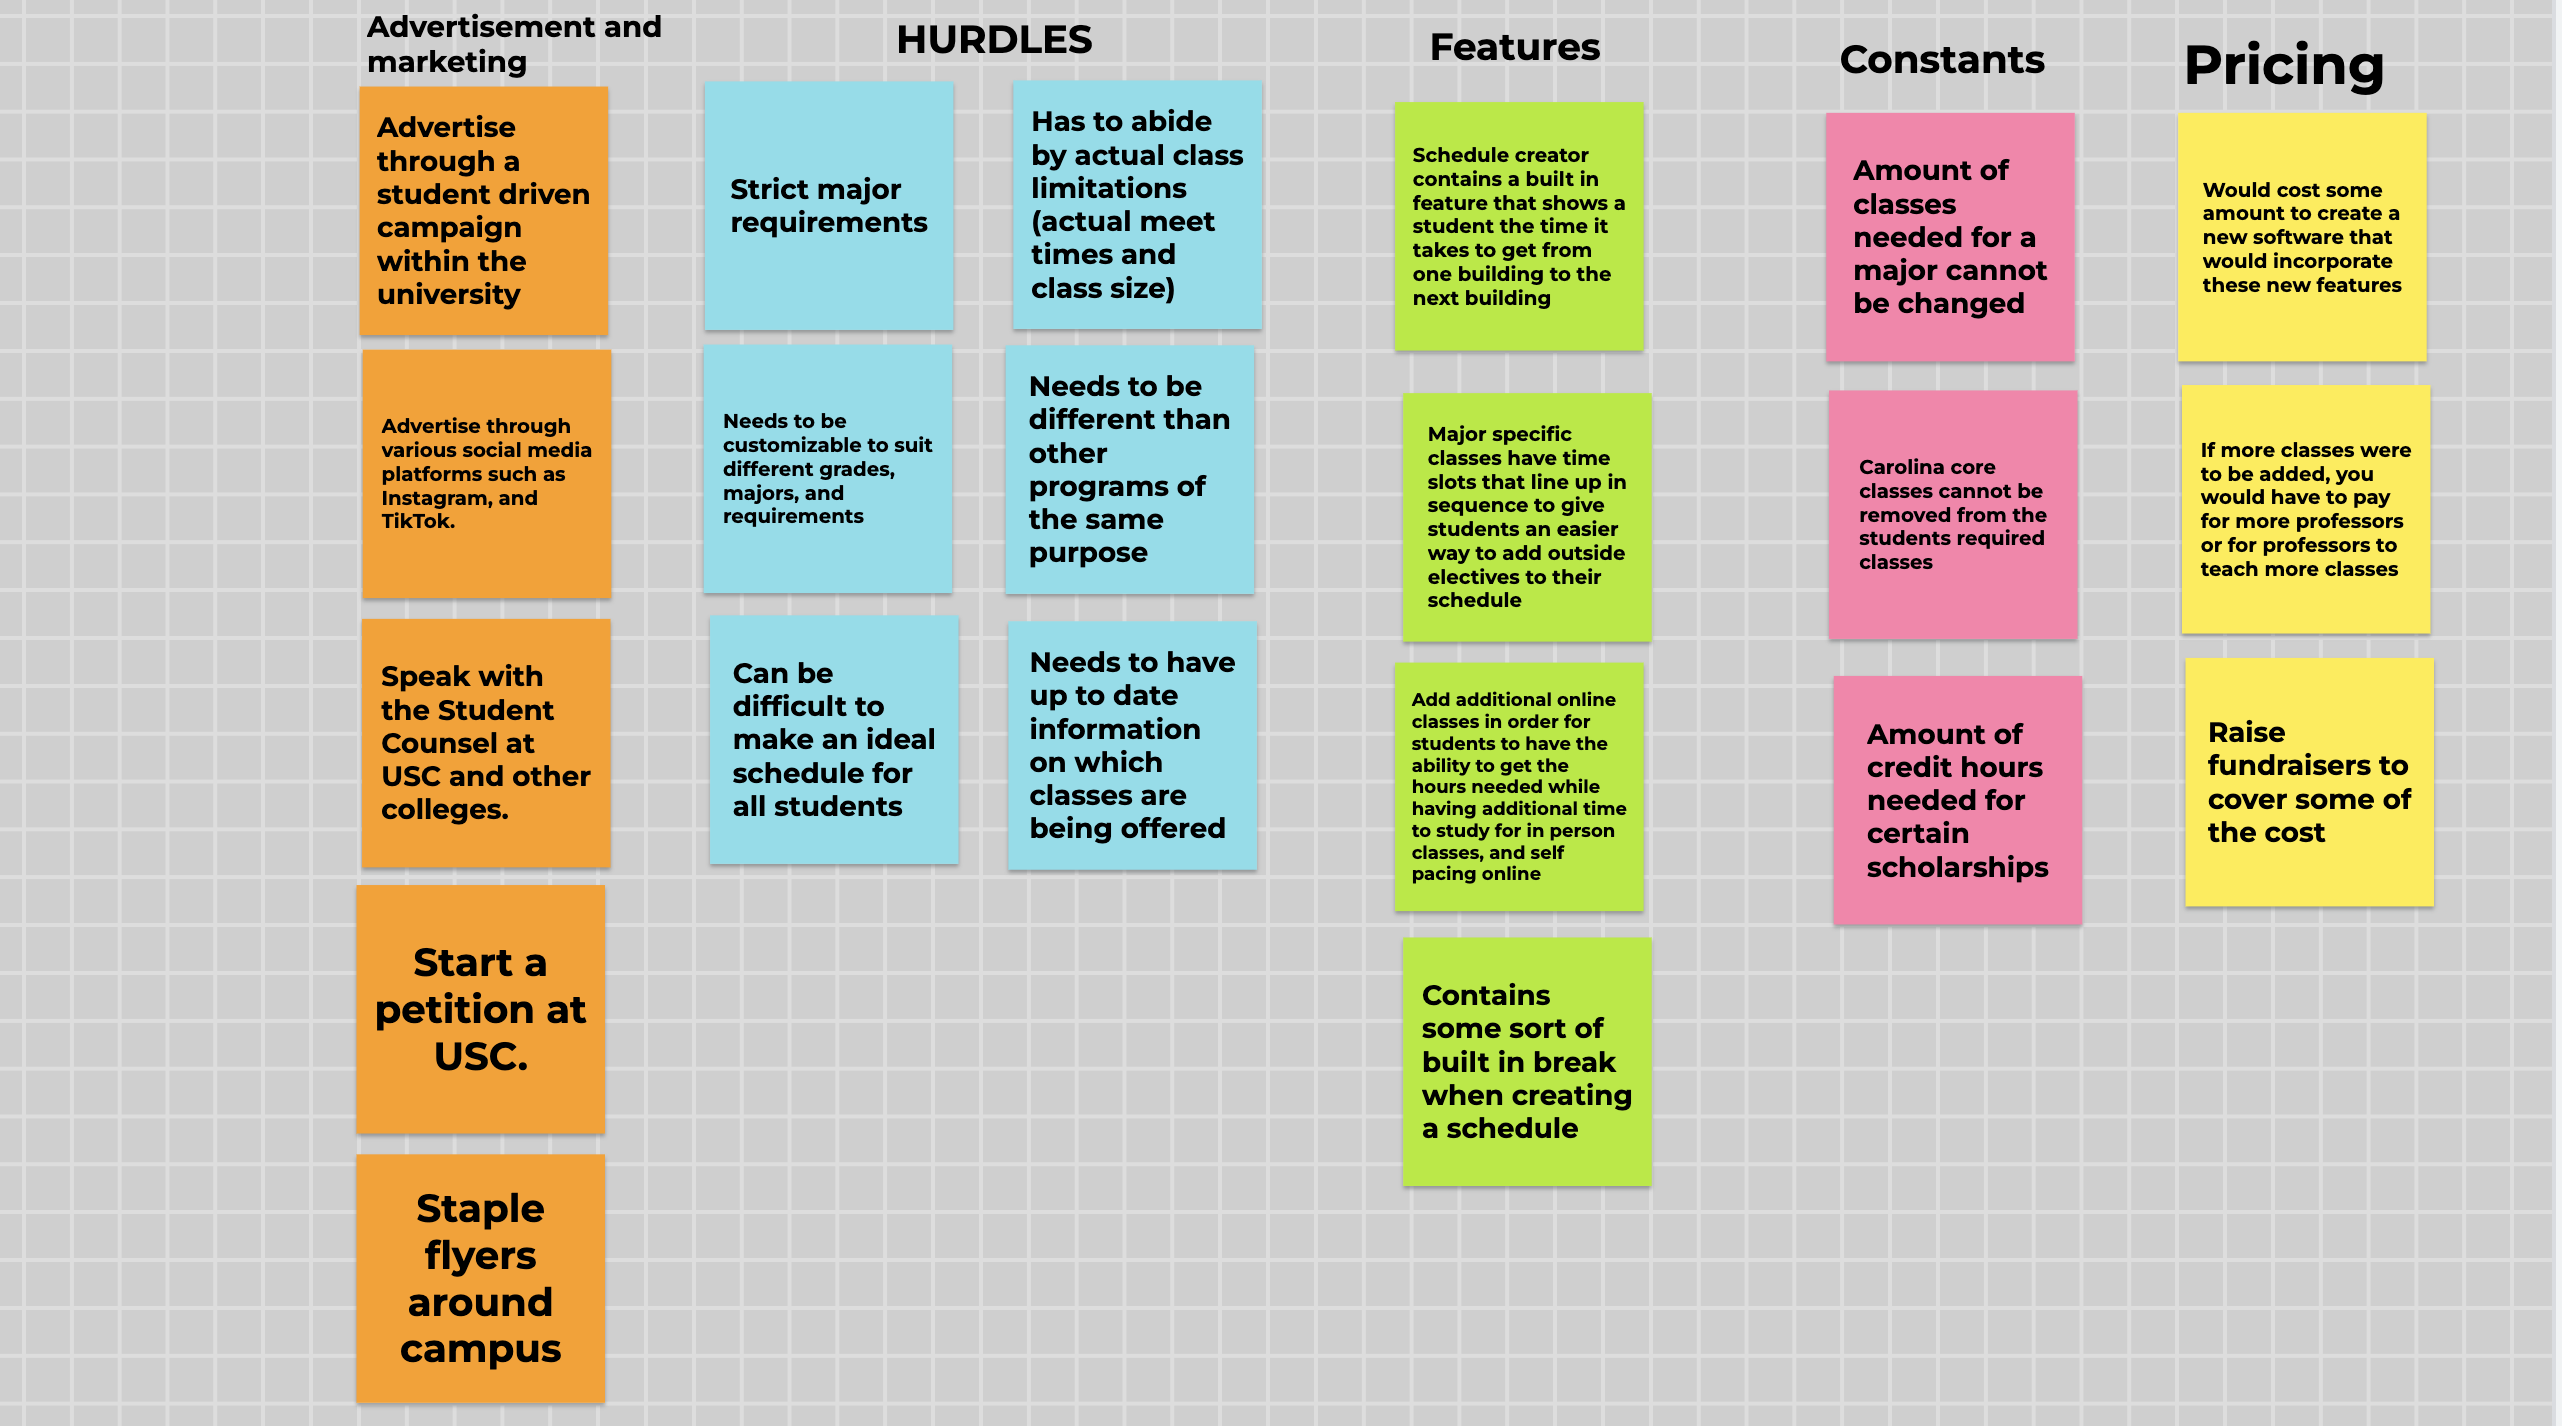 Advertisement and
marketing
Advertise
through a
student driven
campaign
within the
university
Advertise through
various social media
platforms such as
Instagram, and
TikTok.
Speak with
the Student
Counsel at
USC and other
colleges.
Start a
petition at
USC.
Staple
flyers
around
campus
HURDLES
Strict major
requirements
Has to abide
by actual class
limitations
(actual meet
times and
class size)
Needs to be
customizable to suit
different grades,
majors, and
requirements
Needs to be
different than
other
programs of
the same
purpose
Can be
difficult to
make an ideal
schedule for
all students
Needs to have
up to date
information
on which
classes are
being offered
Features
Schedule creator
contains a built in
feature that shows a
student the time it
takes to get from
one building to the
next building
Major specific
classes have time
slots that line up in
sequence to give
students an easier
way to add outside
electives to their
schedule
Add additional online
classes in order for
students to have the
ability to get the
hours needed while
having additional time
to study for in person
classes, and self
pacing online
Contains
some sort of
built in break
when creating
a schedule
Constants
Amount of
classes
needed for a
major cannot
be changed
Carolina core
classes cannot be
removed from the
students required
classes
Amount of
credit hours
needed for
certain
scholarships
Pricing
Would cost some
amount to create a
new software that
would incorporate
these new features
If more classes were
to be added, you
would have to pay
for more professors
or for professors to
teach more classes
Raise
fundraisers to
cover some of
the cost